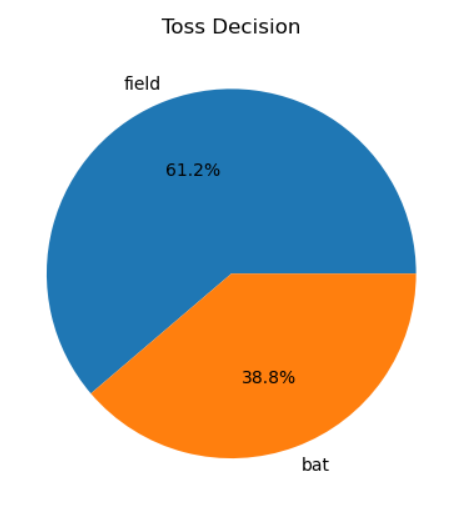 Toss Decision
field
61.2%
38.8%
bat